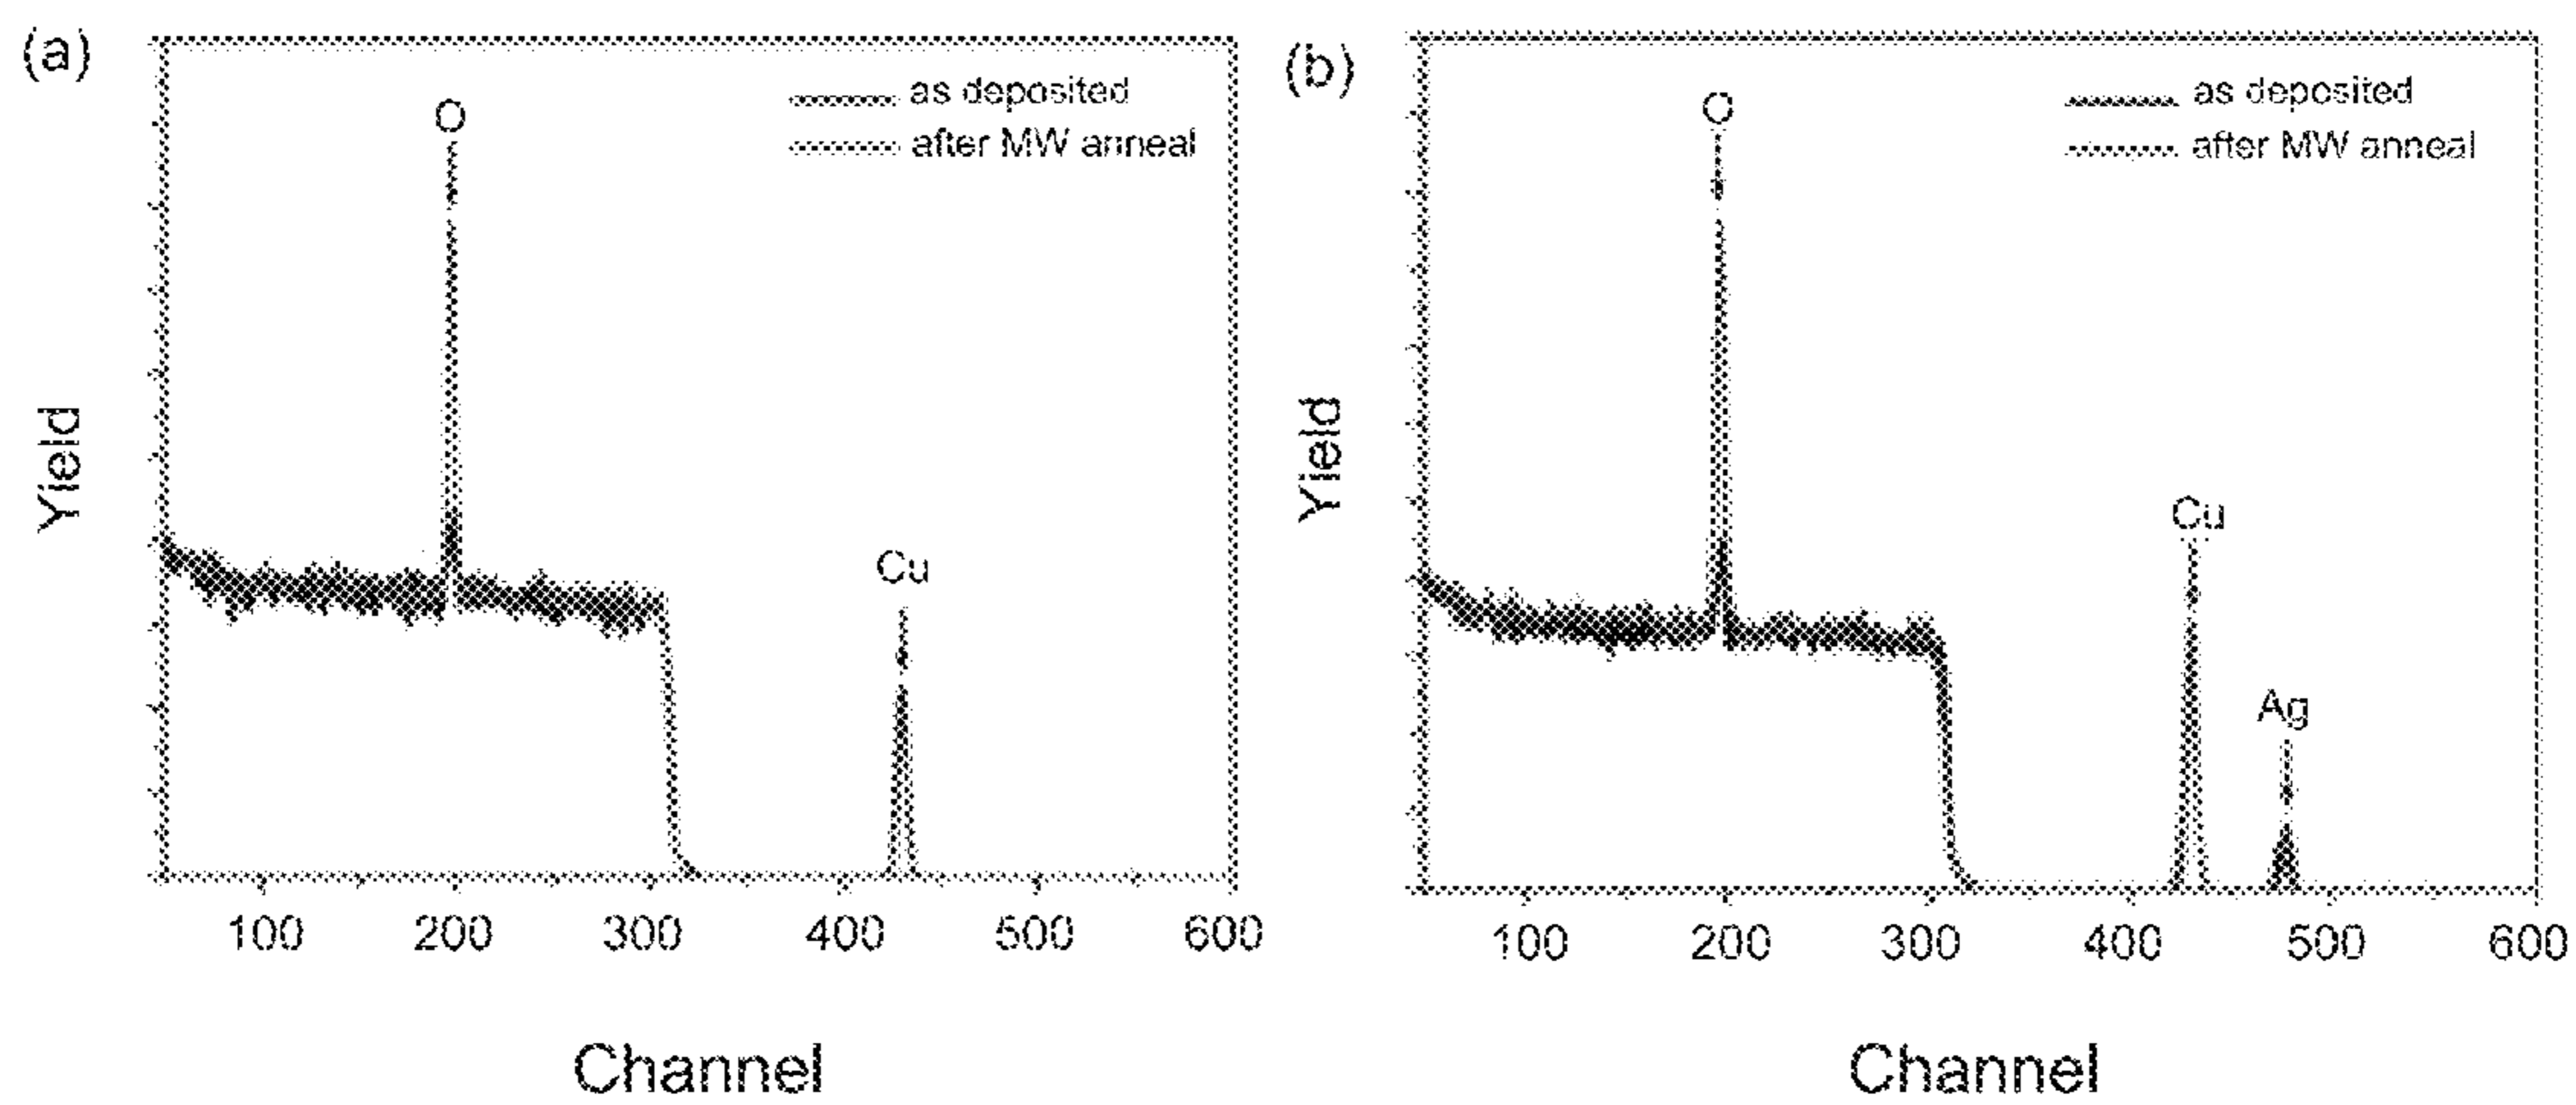 (a)
as deposited
after MW anneal
O
Cu
Yield
100 200 300 400 500 600
Channel
(b)
as deposited
after MW anneal
O
Cu
Ag
Yield
100 200 300 400 500 600
Channel